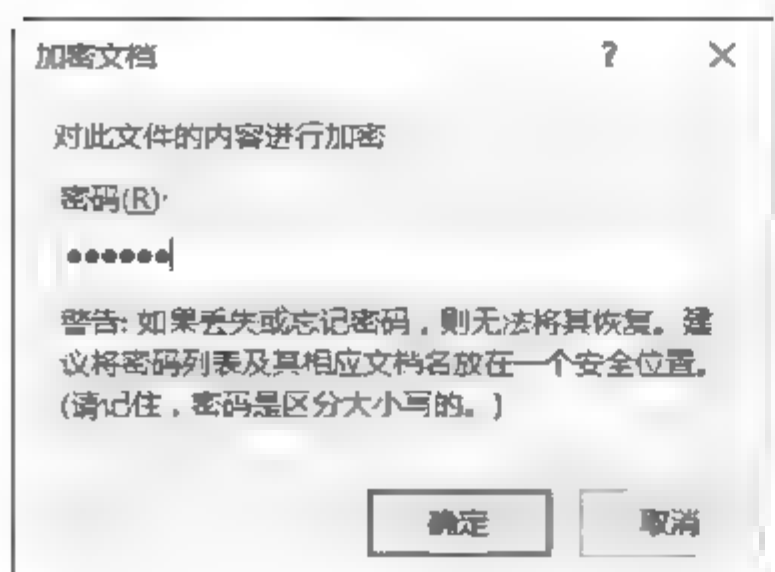 加密文档 ? ×
对此文件的内容进行加密
密码(R):
●●●●●●
警告: 如果丢失或忘记密码，则无法将其恢复。建
议将密码列表及其相应文档名放在一个安全位置。
(请记住，密码是区分大小写的。)
确定 取消